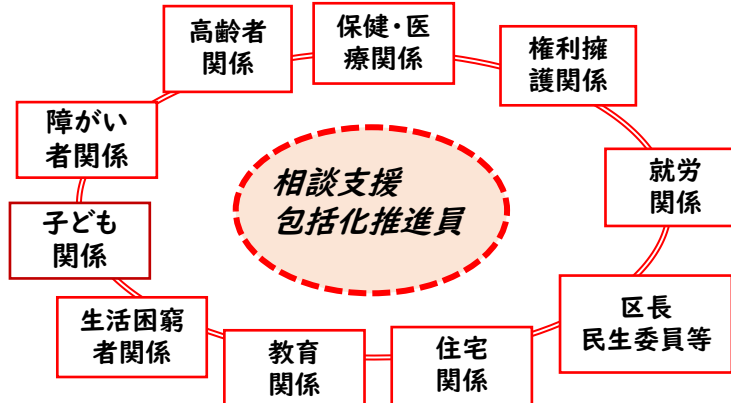 高齢者
関係
保健・医
療関係
権利擁
護関係
障がい
者関係
相談支援
包括化推進員
就労
関係
子ども
関係
生活困窮
者関係
教育
関係
住宅
関係
区長
民生委員等